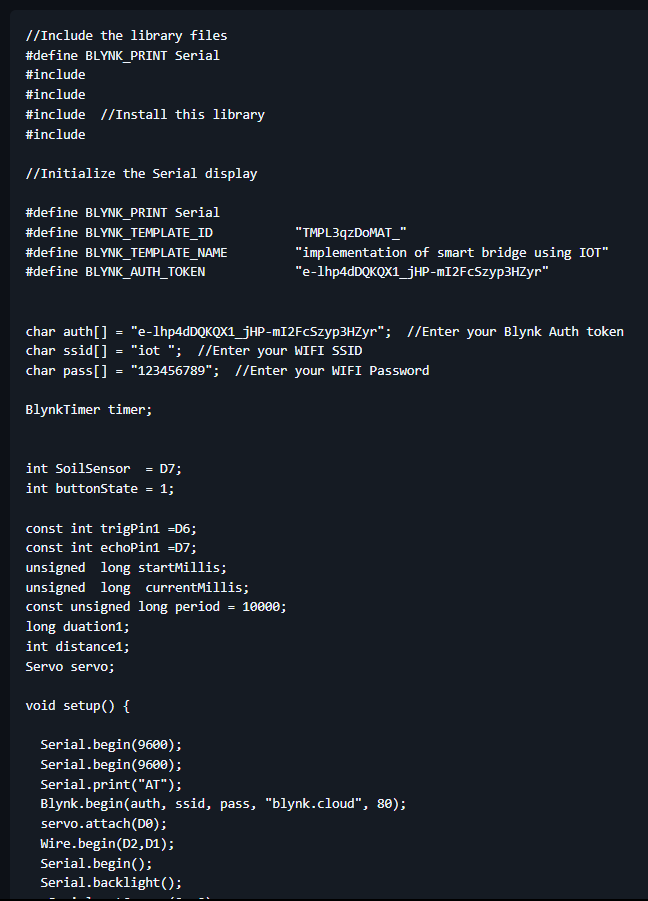 //Include the library files
#define BLYNK_PRINT Serial
#include
#include
#include  //Install this library
#include
//Initialize the Serial display
#define BLYNK_PRINT Serial
#define BLYNK_TEMPLATE_ID           "TMPL3qzDoMAT_"
#define BLYNK_TEMPLATE_NAME         "implementation of smart bridge using IOT"
#define BLYNK_AUTH_TOKEN            "e-lhp4dDQKQX1_jHP-mI2FcSzyp3HZyr"
char auth[] = "e-lhp4dDQKQX1_jHP-mI2FcSzyp3HZyr";  //Enter your Blynk Auth token
char ssid[] = "iot ";  //Enter your WIFI SSID
char pass[] = "123456789";  //Enter your WIFI Password
BlynkTimer timer;
int SoilSensor  = D7;
int buttonState = 1;
const int trigPin1 =D6;
const int echoPin1 =D7;
unsigned  long startMillis;
unsigned  long  currentMillis;
const unsigned long period = 10000;
long duation1;
int distance1;
Servo servo;
void setup() {
  Serial.begin(9600);
  Serial.begin(9600);
  Serial.print("AT");
  Blynk.begin(auth, ssid, pass, "blynk.cloud", 80);
  servo.attach(D0);
  Wire.begin(D2,D1);
  Serial.begin();
  Serial.backlight();